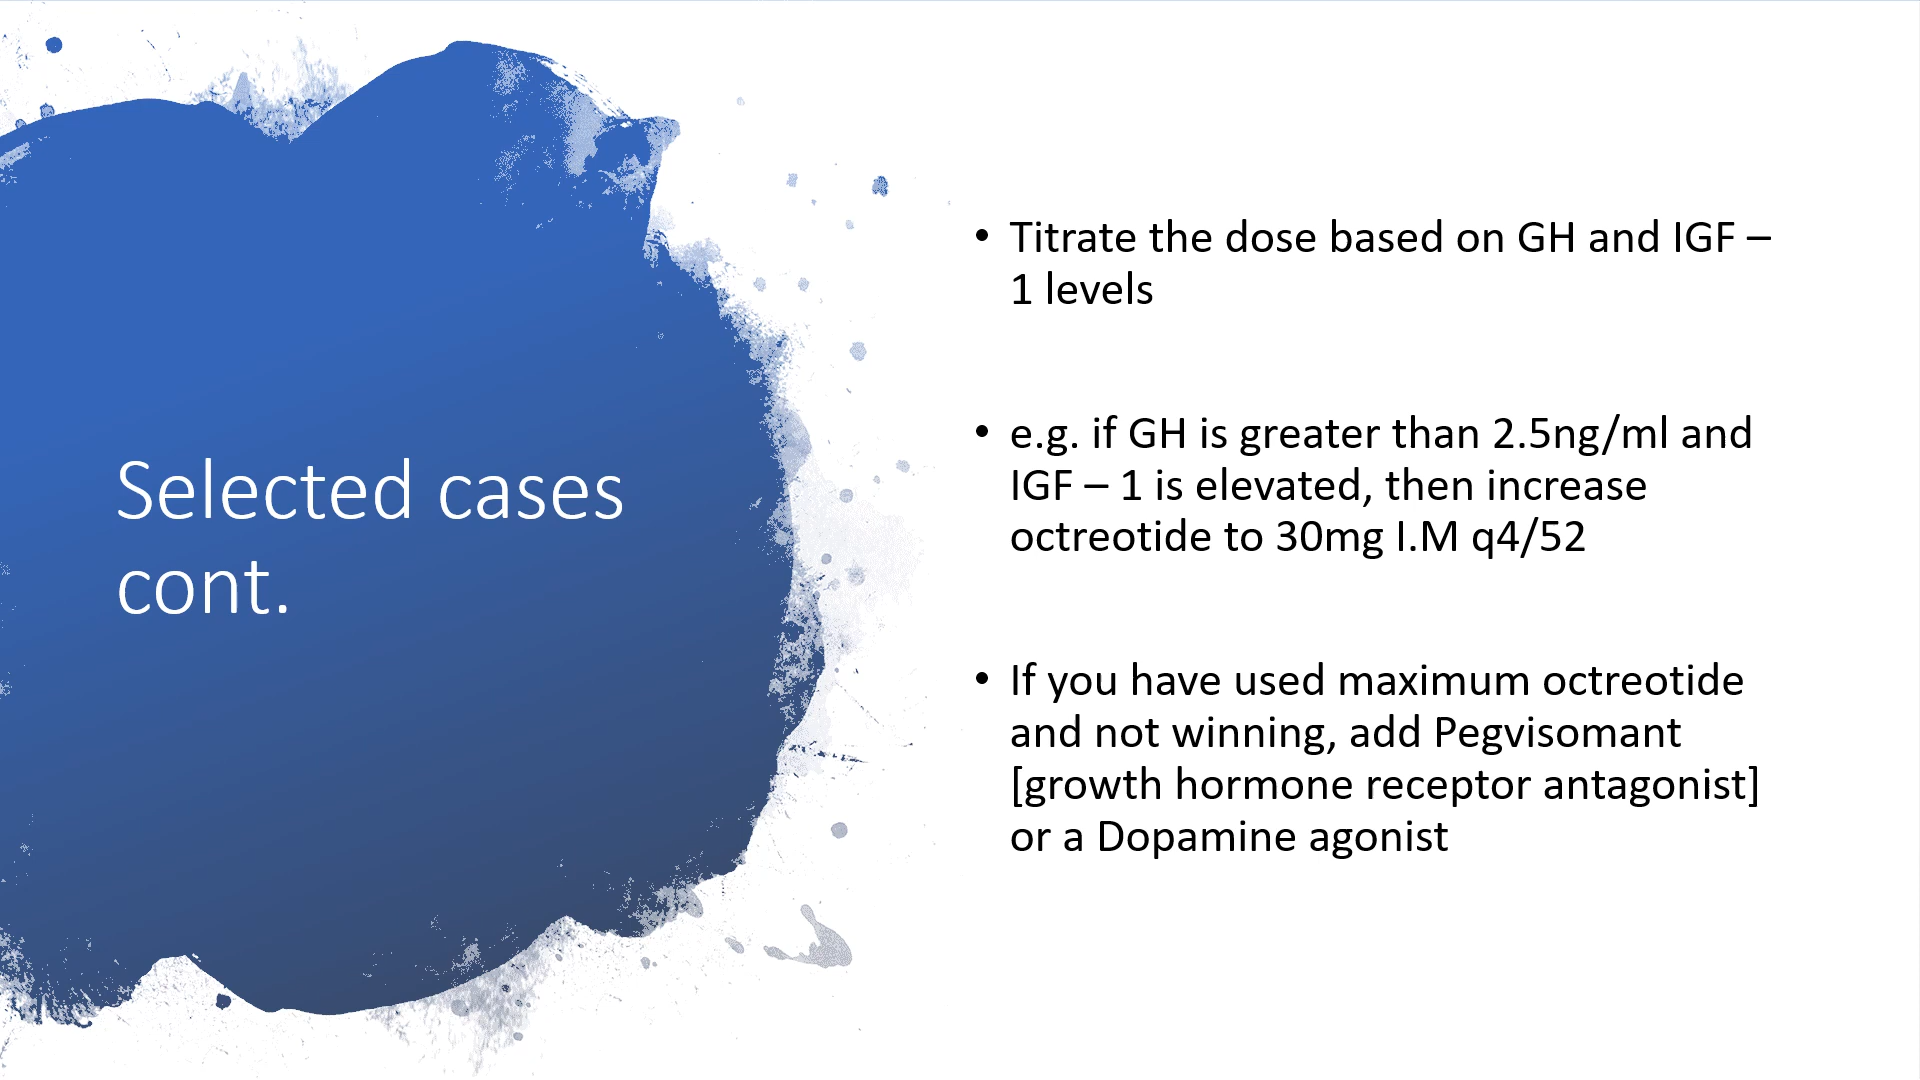 Selected cases
cont.
• Titrate the dose based on GH and IGF –
1 levels
• e.g. if GH is greater than 2.5ng/ml and
IGF – 1 is elevated, then increase
octreotide to 30mg I.M q4/52
• If you have used maximum octreotide
and not winning, add Pegvisomant
[growth hormone receptor antagonist]
or a Dopamine agonist